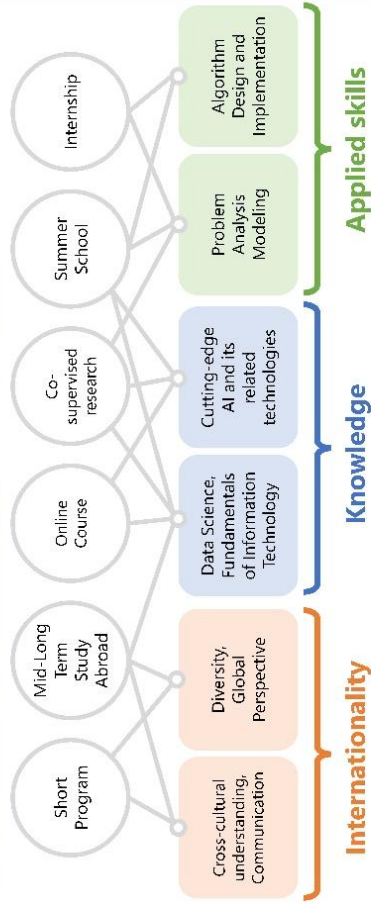 Short
Program
Mid-Long
Term
Study
Abroad
Online
Course
Co-
supervised
research
Summer
School
Internship
Cross-cultural
understanding,
Communication
Diversity,
Global
Perspective
Data Science,
Fundamentals
of Information
Technology
Cutting-edge
AI and its
related
technologies
Problem
Analysis
Modeling
Algorithm
Design and
Implementation
Internationality
Knowledge
Applied skills